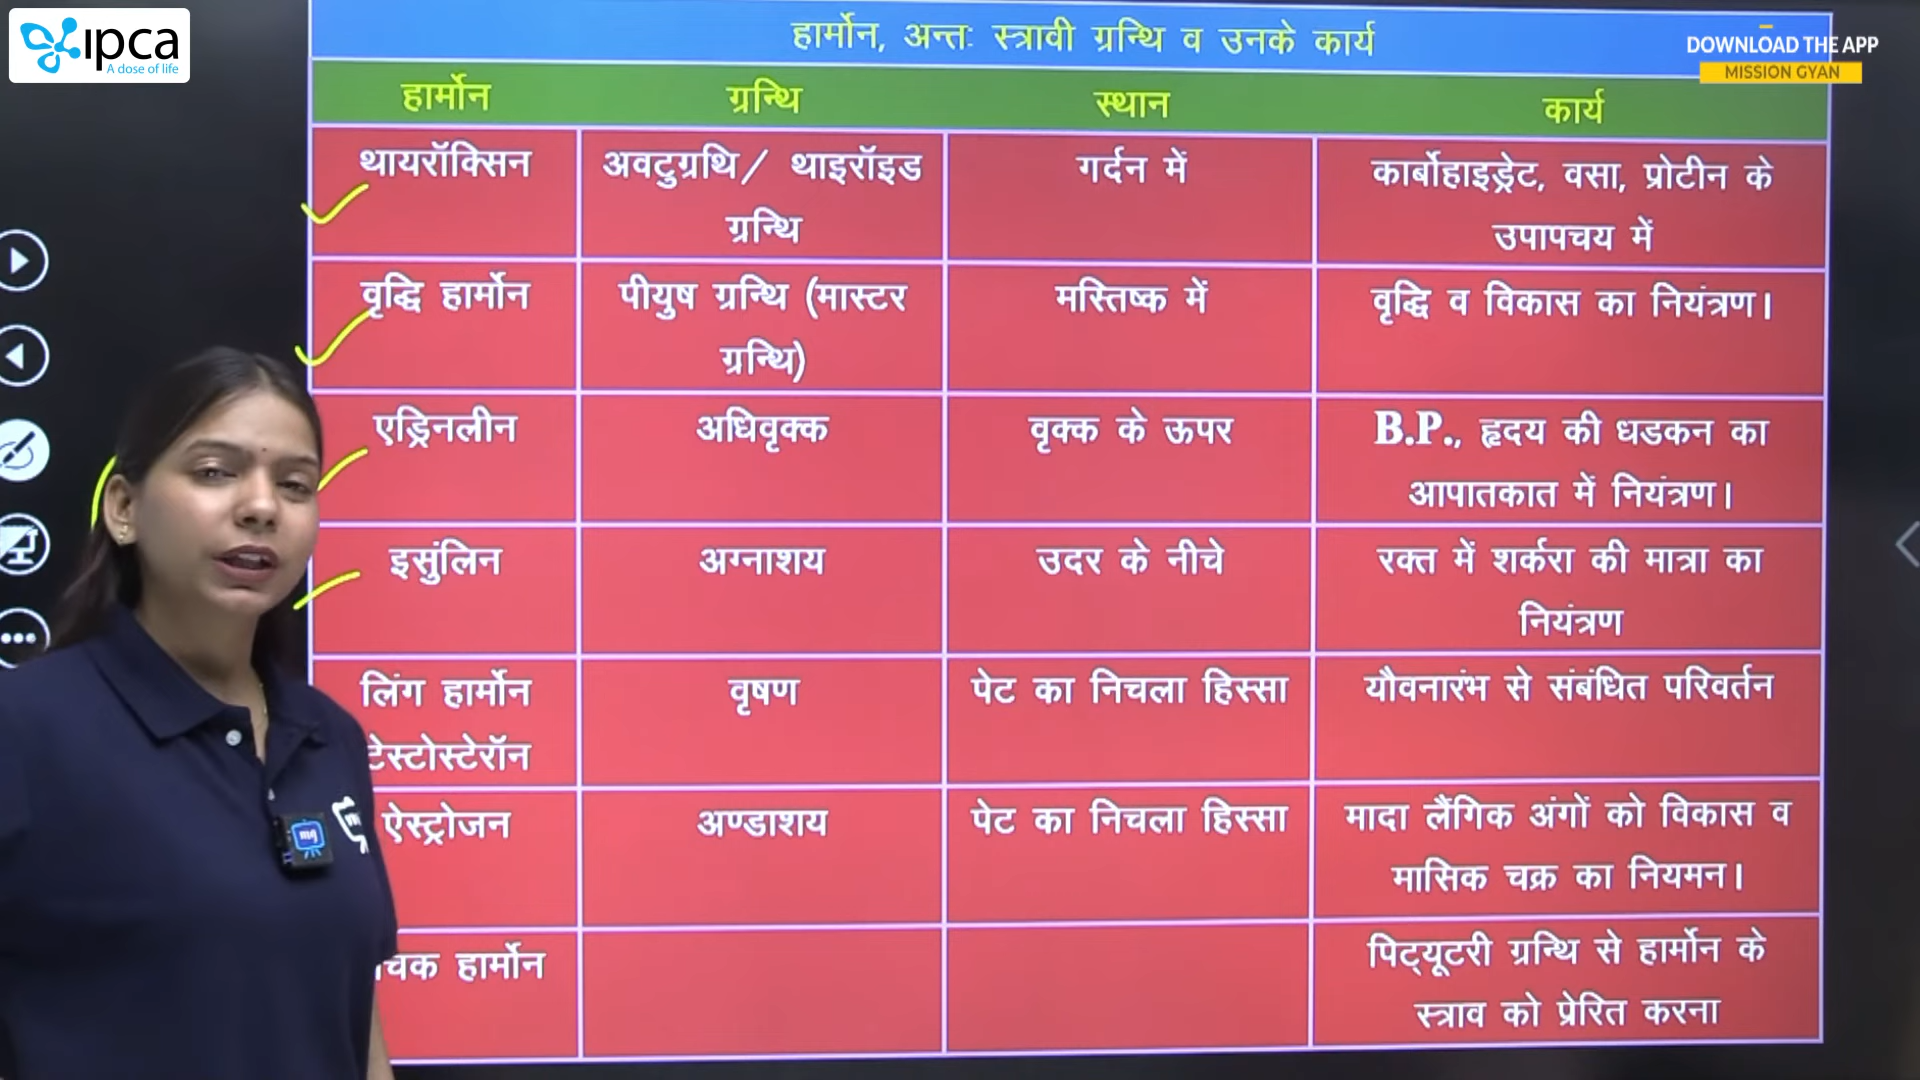 ipca
A dose of life
DOWNLOAD THE APP
MISSION GYAN
हार्मोन, अन्तः स्त्रावी ग्रन्थि व उनके कार्य
हार्मोन ग्रन्थि स्थान कार्य
थायरॉक्सिन अवटुग्रथि/ थाइरॉइड गर्दन में कार्बोहाइड्रेट, वसा, प्रोटीन के
ग्रन्थि उपापचय में
वृद्धि हार्मोन पीयुष ग्रन्थि (मास्टर मस्तिष्क में वृद्धि व विकास का नियंत्रण।
ग्रन्थि)
एड्रिनलीन अधिवृक्क वृक्क के ऊपर B.P., हृदय की धडकन का
आपातकात में नियंत्रण।
इसुंलिन अग्नाशय उदर के नीचे रक्त में शर्करा की मात्रा का
नियंत्रण
लिंग हार्मोन वृषण पेट का निचला हिस्सा यौवनारंभ से संबंधित परिवर्तन
टेस्टोस्टेरॉन
ऐस्ट्रोजन अण्डाशय पेट का निचला हिस्सा मादा लैंगिक अंगों को विकास व
मासिक चक्र का नियमन।
हार्मोन पिट्यूटरी ग्रन्थि से हार्मोन के
स्त्राव को प्रेरित करना
mg